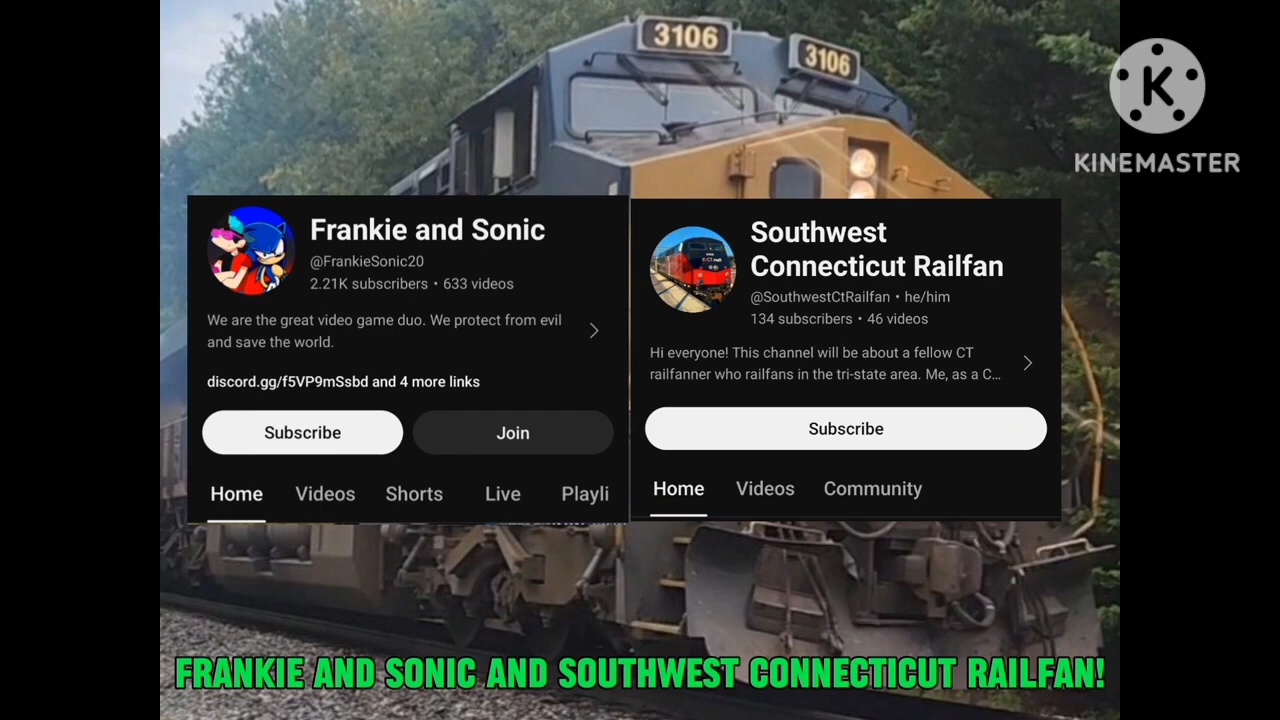 3106
3106
K
KINEMASTER
Frankie and Sonic
@FrankieSonic20
2.21K subscribers • 633 videos
We are the great video game duo. We protect from evil
and save the world.
discord.gg/f5VP9mSsbd and 4 more links
Subscribe
Join
Home
Videos
Shorts
Live
Playli
Southwest
Connecticut Railfan
@SouthwestCtRailfan • he/him
134 subscribers • 46 videos
Hi everyone! This channel will be about a fellow CT
railfanner who railfans in the tri-state area. Me, as a C...
Subscribe
Home
Videos
Community
FRANKIE AND SONIC AND SOUTHWEST CONNECTICUT RAILFAN!